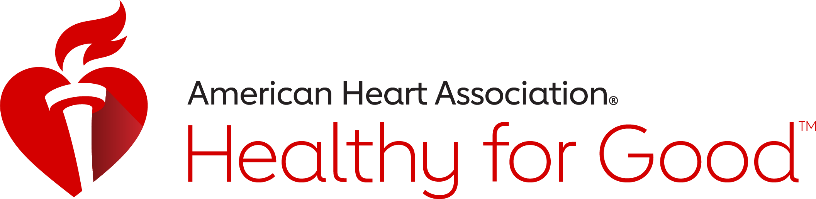 American Heart Association®
Healthy for Good™